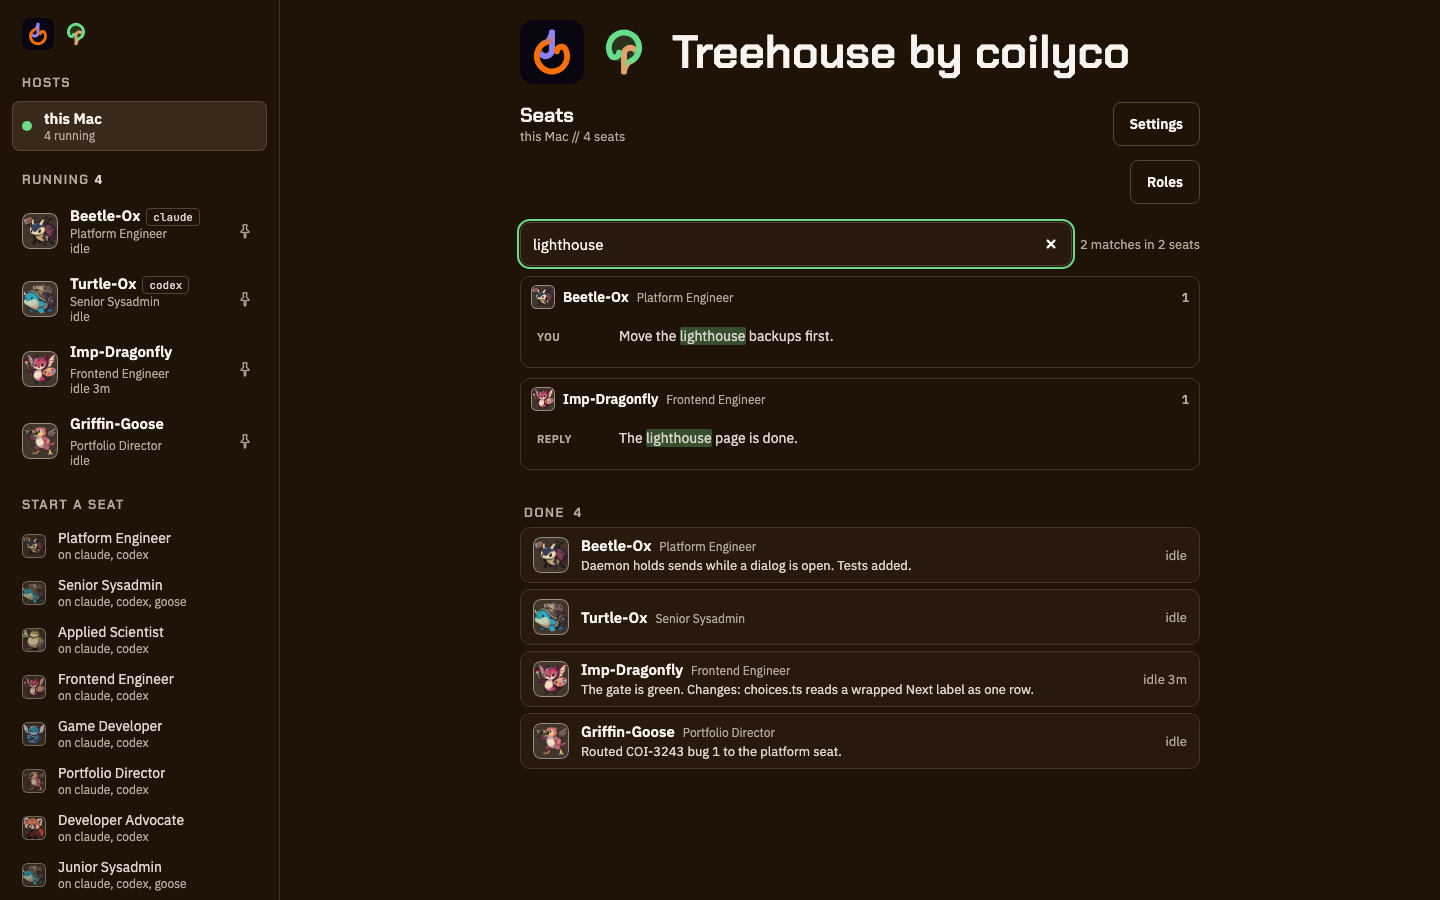 HOSTS
this Mac
4 running
RUNNING 4
Beetle-Ox claude
Platform Engineer
idle
Turtle-Ox codex
Senior Sysadmin
idle
Imp-Dragonfly
Frontend Engineer
idle 3m
Griffin-Goose
Portfolio Director
idle
START A SEAT
Platform Engineer
on claude, codex
Senior Sysadmin
on claude, codex, goose
Applied Scientist
on claude, codex
Frontend Engineer
on claude, codex
Game Developer
on claude, codex
Portfolio Director
on claude, codex
Developer Advocate
on claude, codex
Junior Sysadmin
on claude, codex, goose
Treehouse by coilyco
Seats
this Mac // 4 seats
Settings
Roles
lighthouse
2 matches in 2 seats
Beetle-Ox Platform Engineer 1
YOU Move the lighthouse backups first.
Imp-Dragonfly Frontend Engineer 1
REPLY The lighthouse page is done.
DONE 4
Beetle-Ox Platform Engineer
Daemon holds sends while a dialog is open. Tests added.
idle
Turtle-Ox Senior Sysadmin
idle
Imp-Dragonfly Frontend Engineer
The gate is green. Changes: choices.ts reads a wrapped Next label as one row.
idle 3m
Griffin-Goose Portfolio Director
Routed COI-3243 bug 1 to the platform seat.
idle